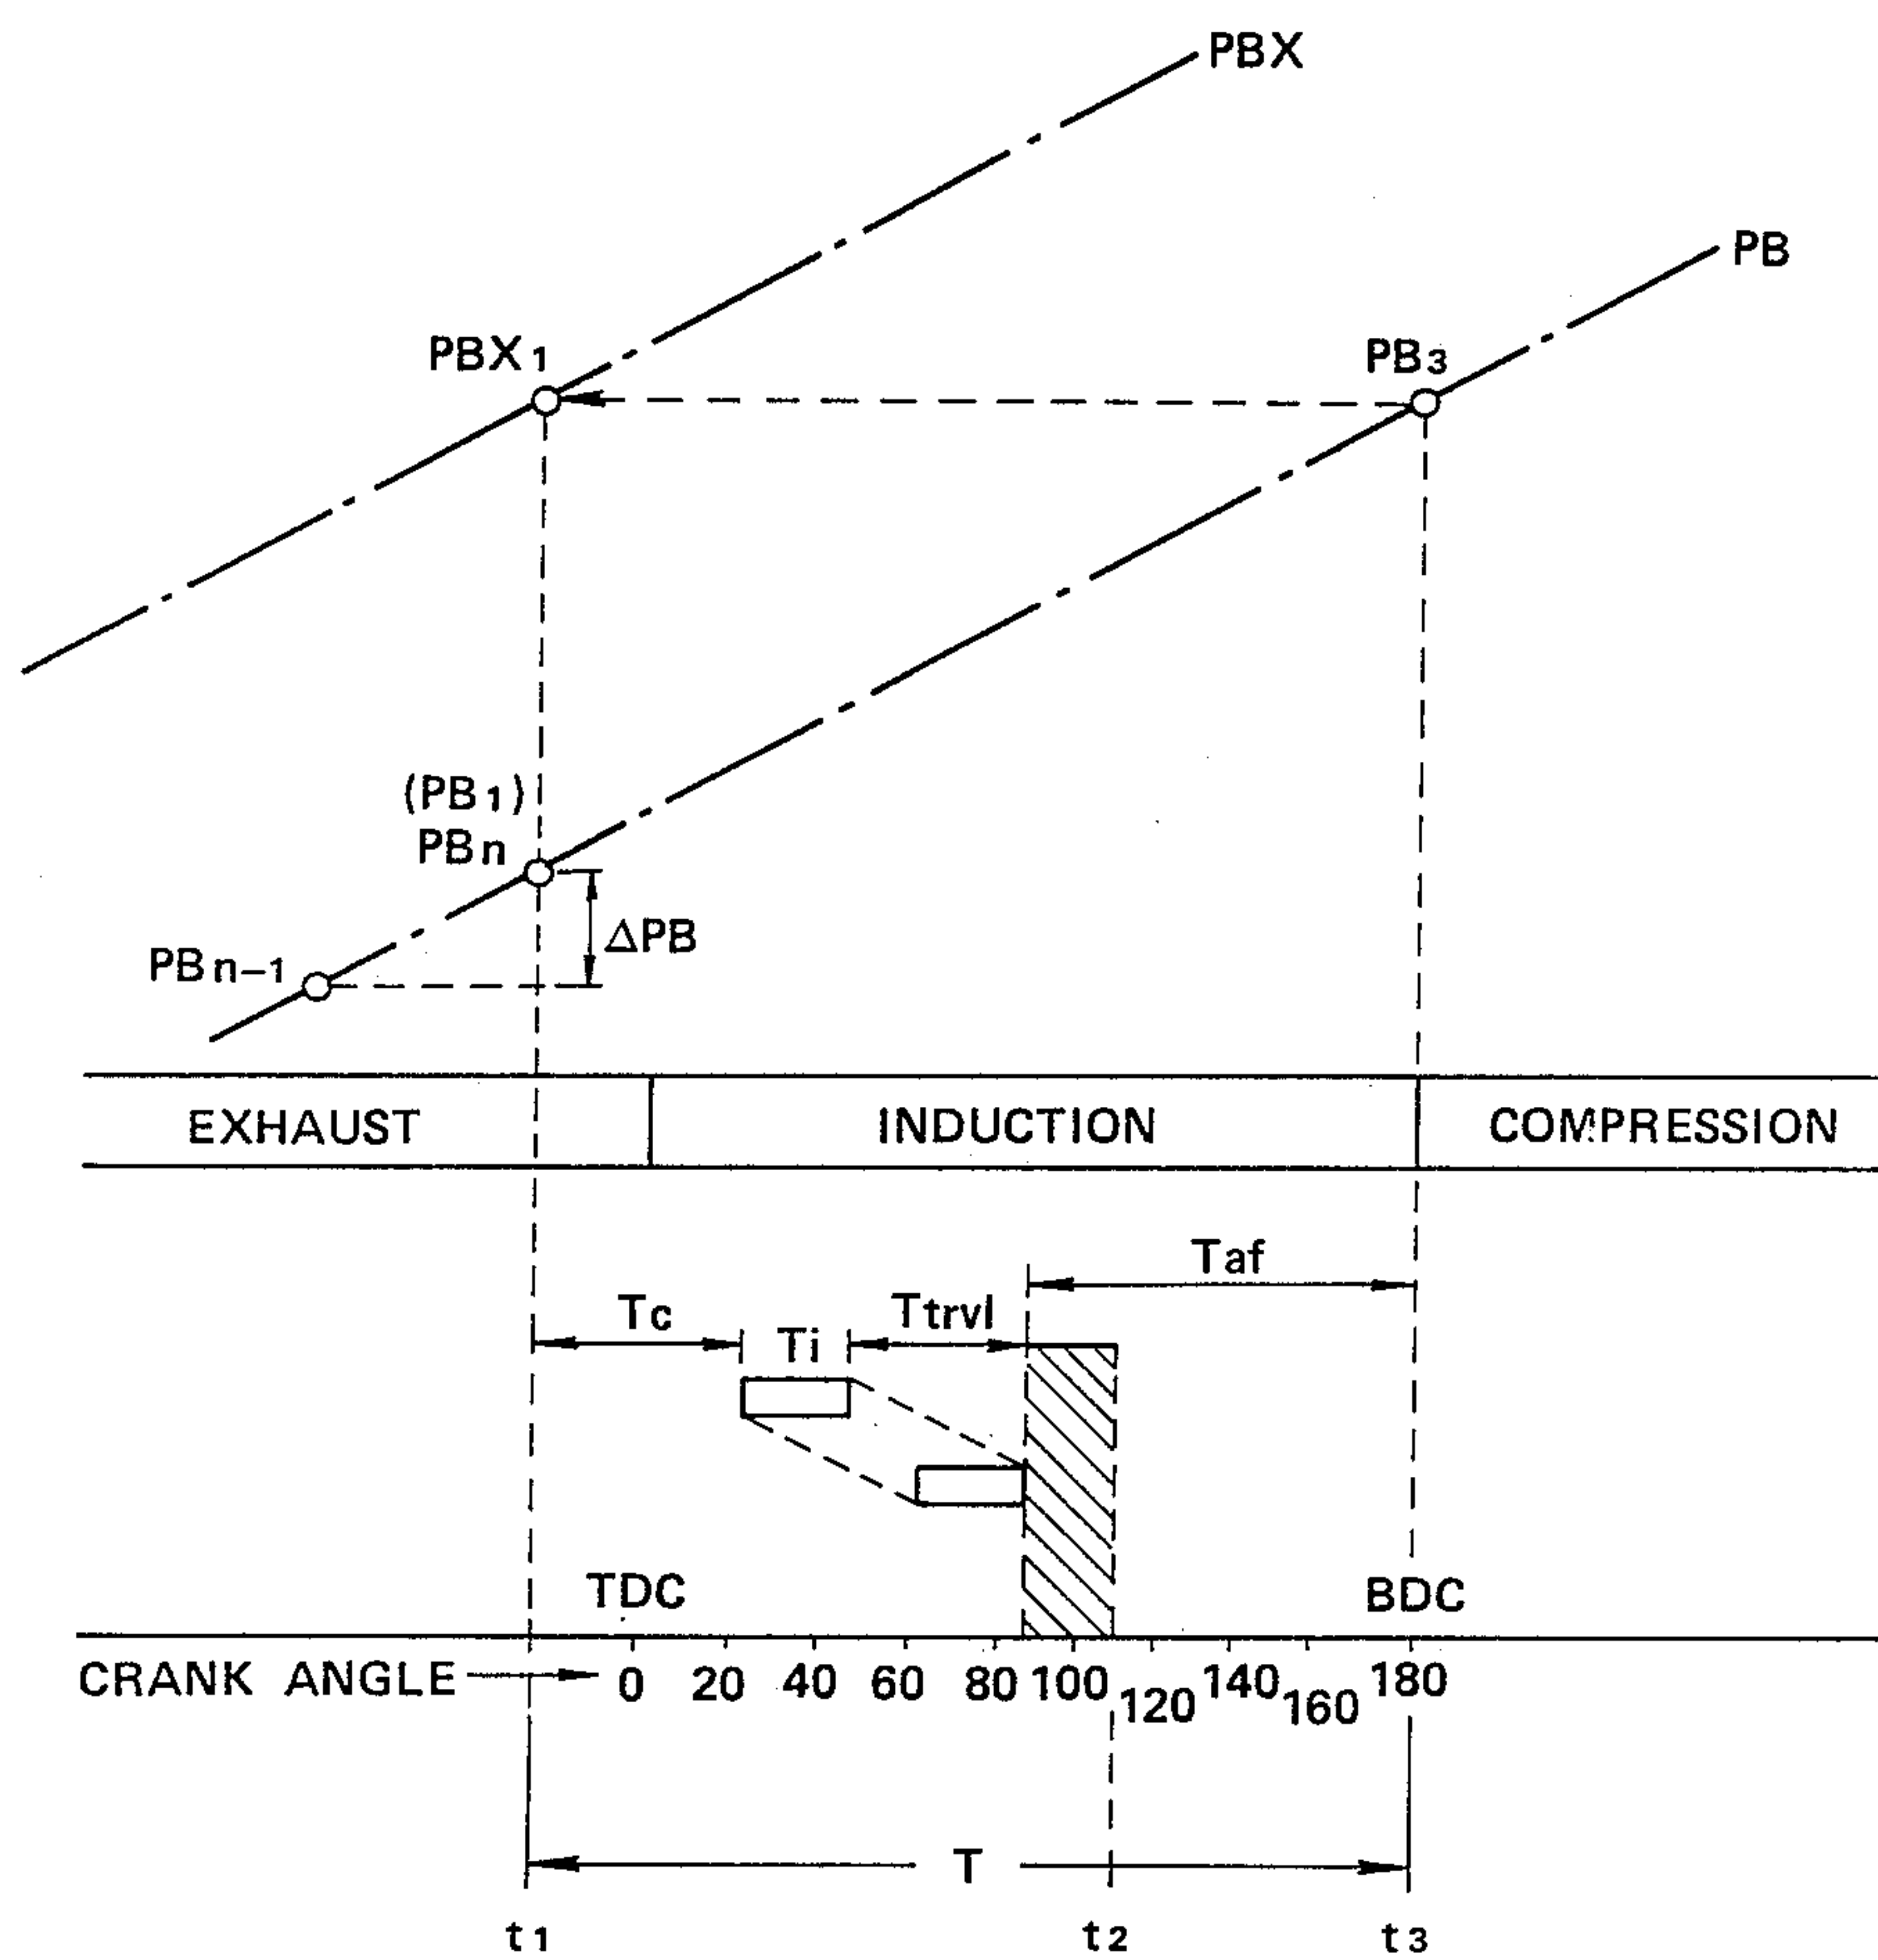 PBX
PB
PBX1
PB3
(PB1)
PBn
ΔPB
PBn-1
EXHAUST
INDUCTION
COMPRESSION
Taf
Tc
Ti
Ttrvl
TDC
BDC
CRANK ANGLE
0 20 40 60 80 100 120 140 160 180
T
t1
t2
t3